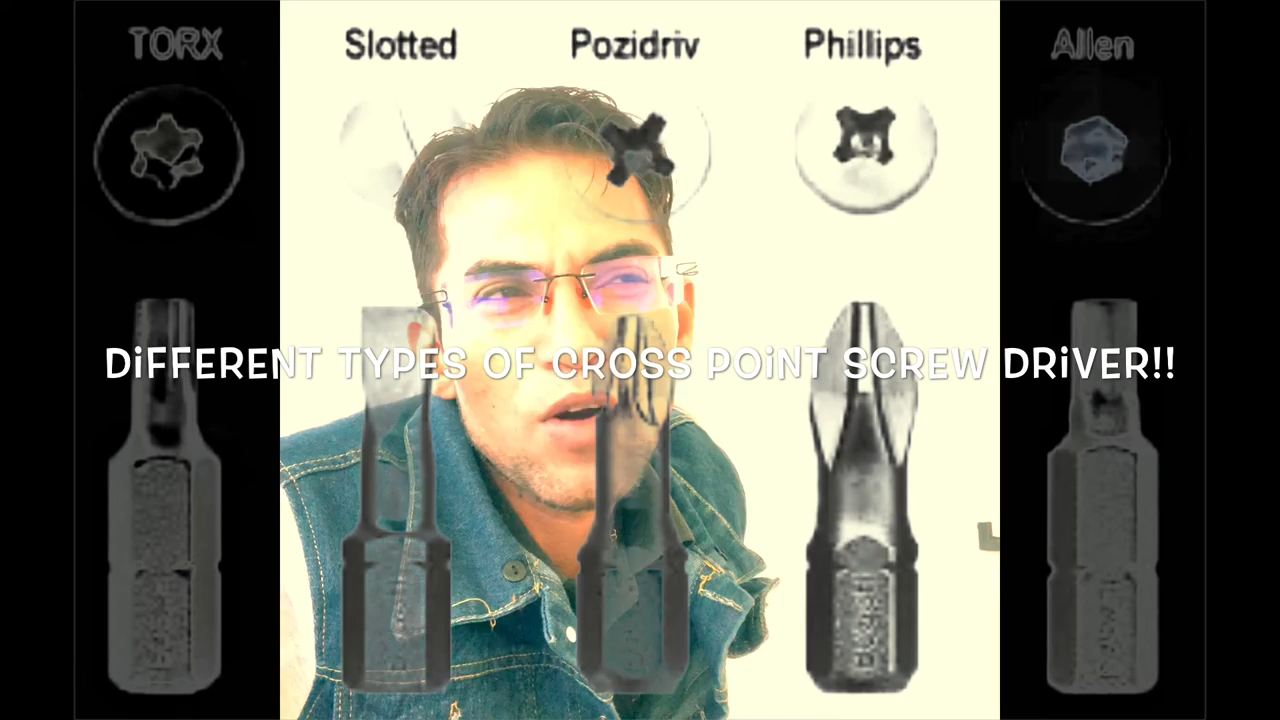 TORX Slotted Pozidriv Phillips Allen
DiFFERENT TYPES OF CROSS POiNT SCREW DRiVER!!